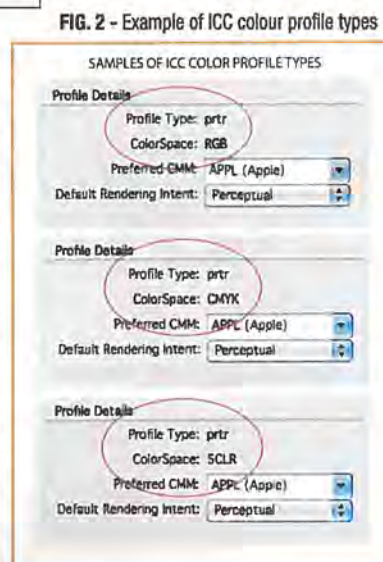 FIG. 2 – Example of ICC colour profile types
SAMPLES OF ICC COLOR PROFILE TYPES
Profile Details
Profile Type: prtr
ColorSpace: RGB
Preferred CMM: APPL (Apple)
Default Rendering Intent: Perceptual
Profile Details
Profile Type: prtr
ColorSpace: CMYK
Preferred CMM: APPL (Apple)
Default Rendering Intent: Perceptual
Profile Details
Profile Type: prtr
ColorSpace: 5CLR
Preferred CMM: APPL (Apple)
Default Rendering Intent: Perceptual